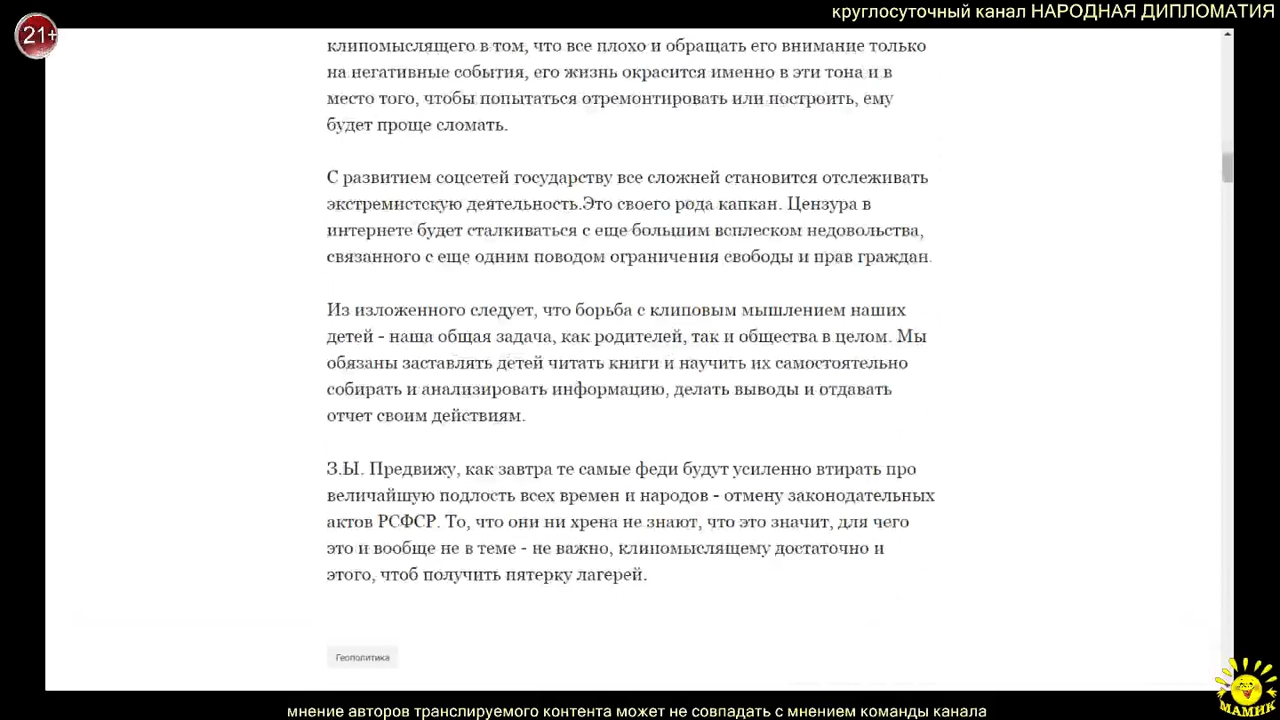 круглосуточный канал НАРОДНАЯ ДИПЛОМАТИЯ
21+
клипомыслящего в том, что все плохо и обращать его внимание только
на негативные события, его жизнь окрасится именно в эти тона и в
место того, чтобы попытаться отремонтировать или построить, ему
будет проще сломать.
С развитием соцсетей государству все сложней становится отслеживать
экстремистскую деятельность.Это своего рода капкан. Цензура в
интернете будет сталкиваться с еще большим всплеском недовольства,
связанного с еще одним поводом ограничения свободы и прав граждан.
Из изложенного следует, что борьба с клиповым мышлением наших
детей - наша общая задача, как родителей, так и общества в целом. Мы
обязаны заставлять детей читать книги и научить их самостоятельно
собирать и анализировать информацию, делать выводы и отдавать
отчет своим действиям.
З.Ы. Предвижу, как завтра те самые феди будут усиленно втирать про
величайшую подлость всех времен и народов - отмену законодательных
актов РСФСР. То, что они ни хрена не знают, что это значит, для чего
это и вообще не в теме - не важно, клипомыслящему достаточно и
этого, чтоб получить пятерку лагерей.
Геополитика
МАМИК
мнение авторов транслируемого контента может не совпадать с мнением команды канала